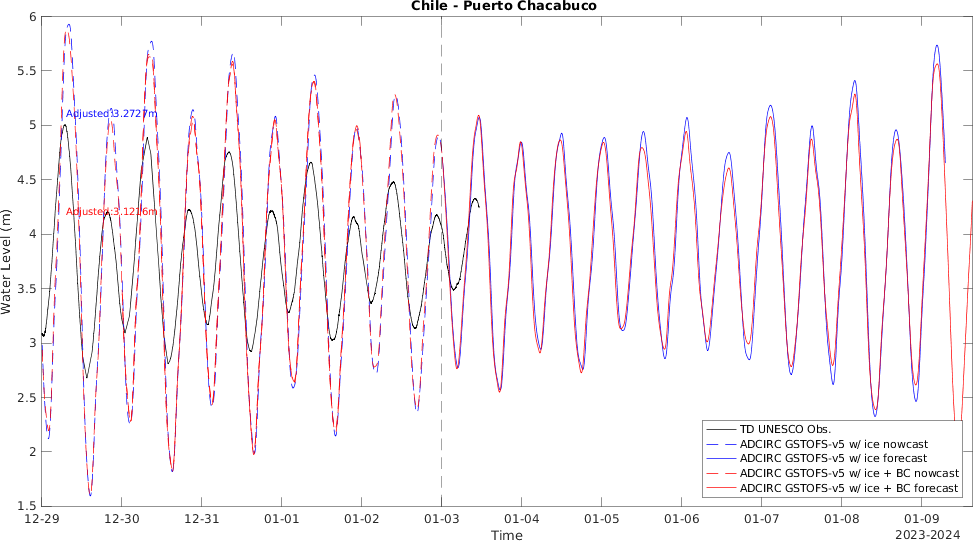 Chile - Puerto Chacabuco
6
5.5
5
4.5
4
3.5
3
2.5
2
1.5
Water Level (m)
Adjusted:3.2727m
Adjusted:3.1216m
TD UNESCO Obs.
ADCIRC GSTOFS-v5 w/ ice nowcast
ADCIRC GSTOFS-v5 w/ ice forecast
ADCIRC GSTOFS-v5 w/ ice + BC nowcast
ADCIRC GSTOFS-v5 w/ ice + BC forecast
12-29 12-30 12-31 01-01 01-02 01-03 01-04 01-05 01-06 01-07 01-08 01-09
2023-2024
Time